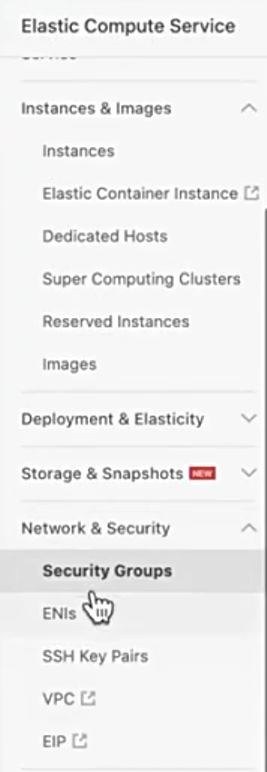 Elastic Compute Service
Instances & Images
Instances
Elastic Container Instance
Dedicated Hosts
Super Computing Clusters
Reserved Instances
Images
Deployment & Elasticity
Storage & Snapshots NEW
Network & Security
Security Groups
ENIs
SSH Key Pairs
VPC
EIP